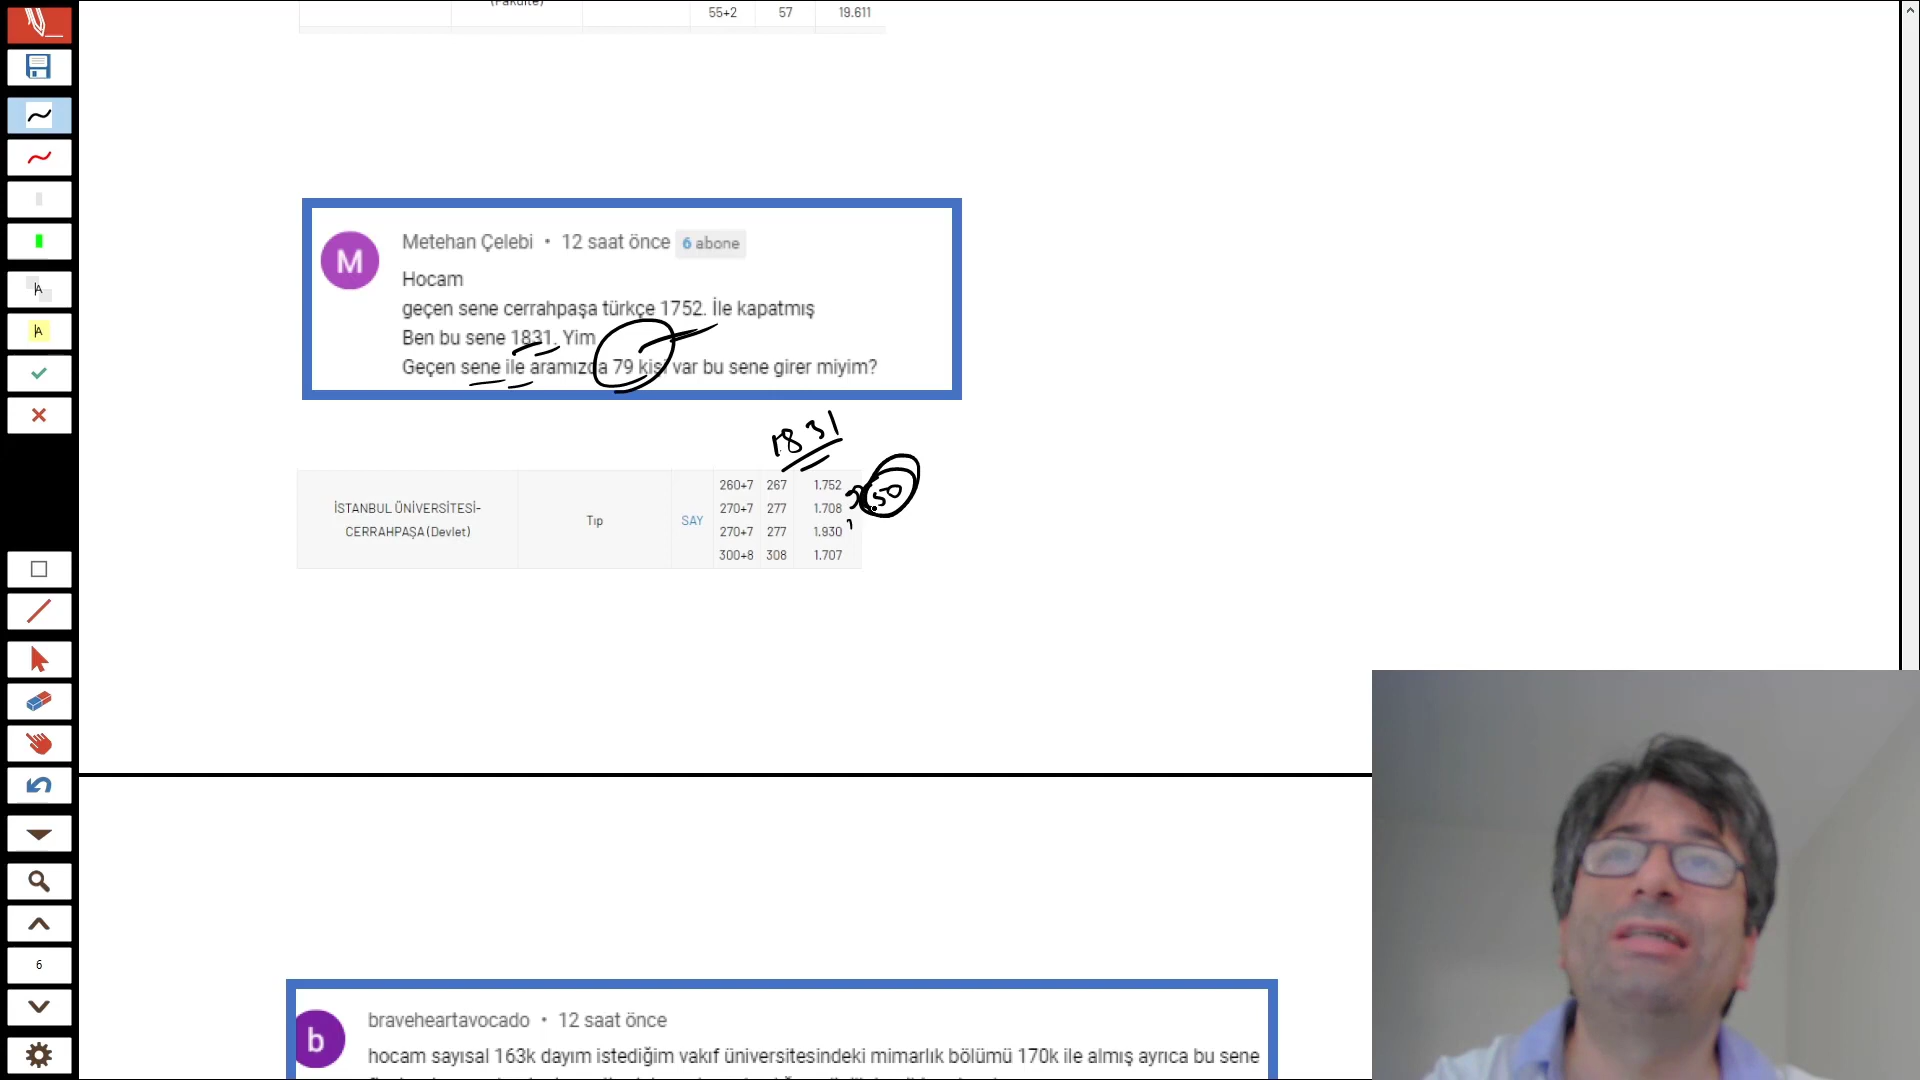 (Fakülte)
55+2 57 19.611
M
Metehan Çelebi • 12 saat önce 6 abone
Hocam
geçen sene cerrahpaşa türkçe 1752. İle kapatmış
Ben bu sene 1831. Yim
Geçen sene ile aramızda 79 kişi var bu sene girer miyim?
1831
İSTANBUL ÜNİVERSİTESİ-
CERRAHPAŞA (Devlet)
Tıp
SAY
260+7 267 1.752
270+7 277 1.708
270+7 277 1.930
300+8 308 1.707
50
A
A
6
b
braveheartavocado • 12 saat önce
hocam sayısal 163k dayım istediğim vakıf üniversitesindeki mimarlık bölümü 170k ile almış ayrıca bu sene